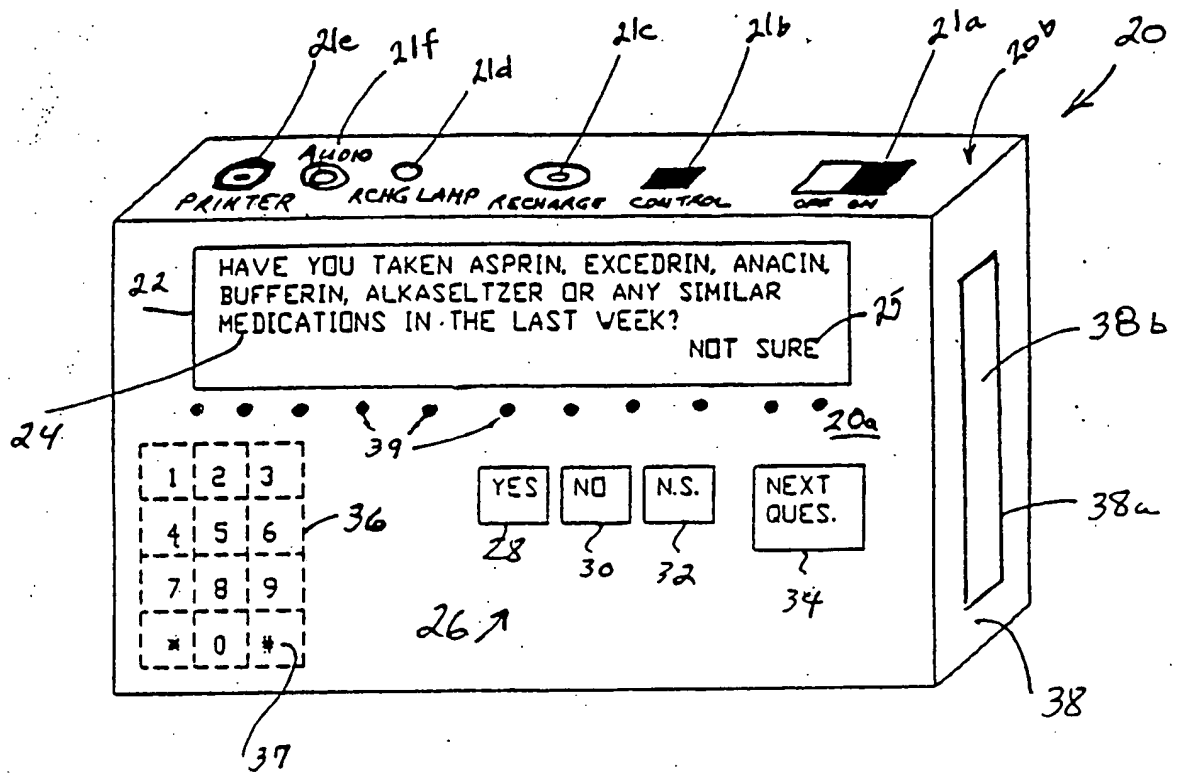 21e 21f 21d 21c 21b 21a 20b 20
AUDIO
PRINTER RCHG LAMP RECHARGE CONTROL OFF ON
HAVE YOU TAKEN ASPRIN, EXCEDRIN, ANACIN,
BUFFERIN, ALKASELTZER OR ANY SIMILAR
MEDICATIONS IN THE LAST WEEK?
NOT SURE
22
25
38b
24
39
20a
1 2 3
4 5 6
7 8 9
* 0 #
36
YES NO N.S. NEXT
QUES.
28 30 32 34
38a
26
38
37